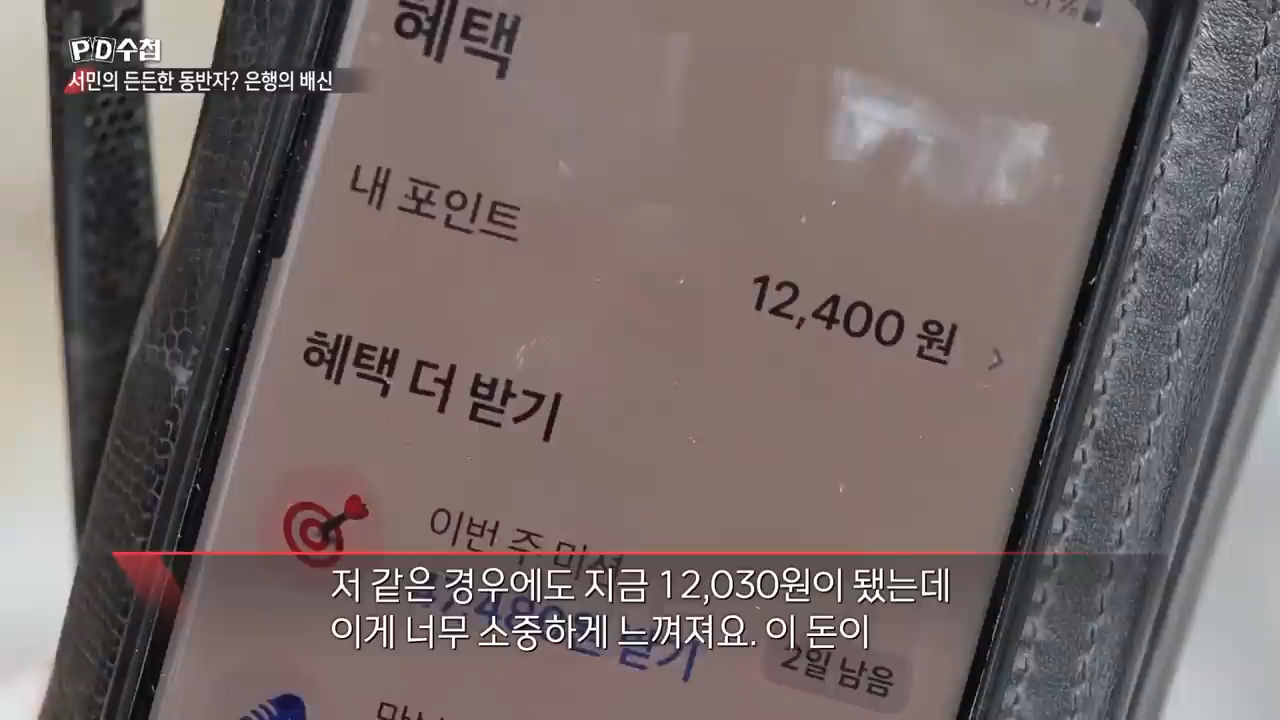 PD수첩
서민의 든든한 동반자? 은행의 배신
혜택
내 포인트
12,400 원
혜택 더 받기
이번 주 미션
받기
2일 남음
저 같은 경우에도 지금 12,030원이 됐는데
이게 너무 소중하게 느껴져요. 이 돈이